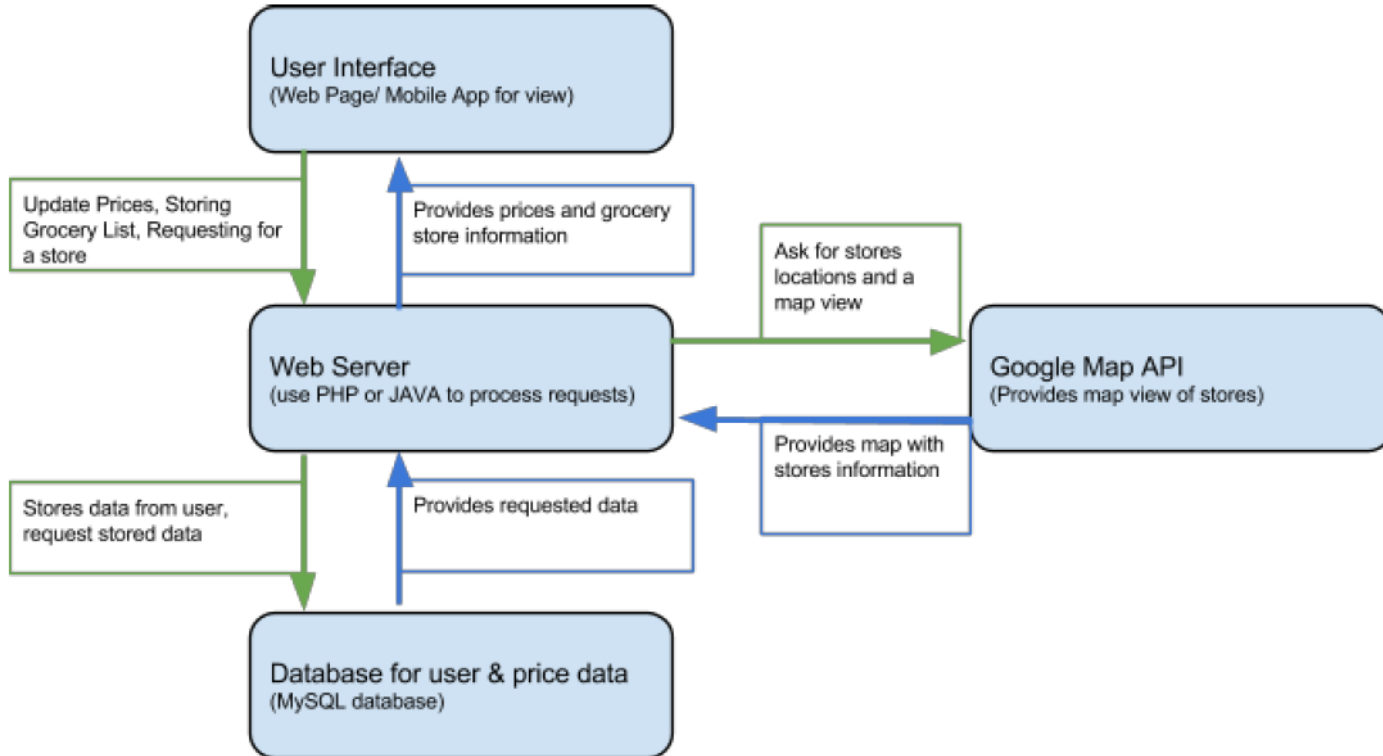 User Interface
(Web Page/ Mobile App for view)
Update Prices, Storing
Grocery List, Requesting for
a store
Provides prices and grocery
store information
Ask for stores
locations and a
map view
Web Server
(use PHP or JAVA to process requests)
Google Map API
(Provides map view of stores)
Provides map with
stores information
Stores data from user,
request stored data
Provides requested data
Database for user & price data
(MySQL database)